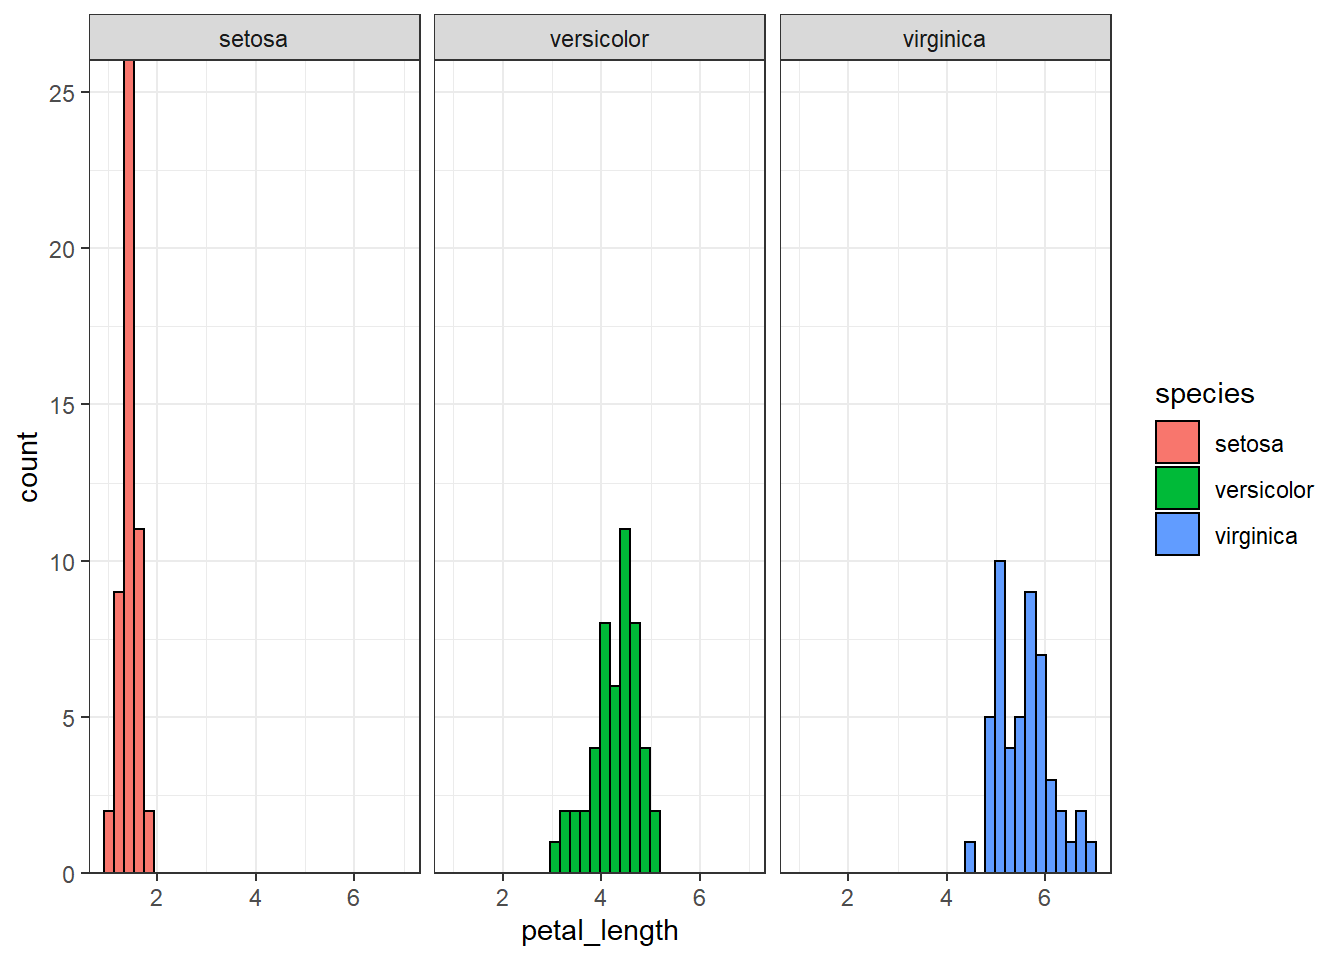 setosa
versicolor
virginica
25
20
15
10
5
0
count
2 4 6
2 4 6
2 4 6
petal_length
species
setosa
versicolor
virginica